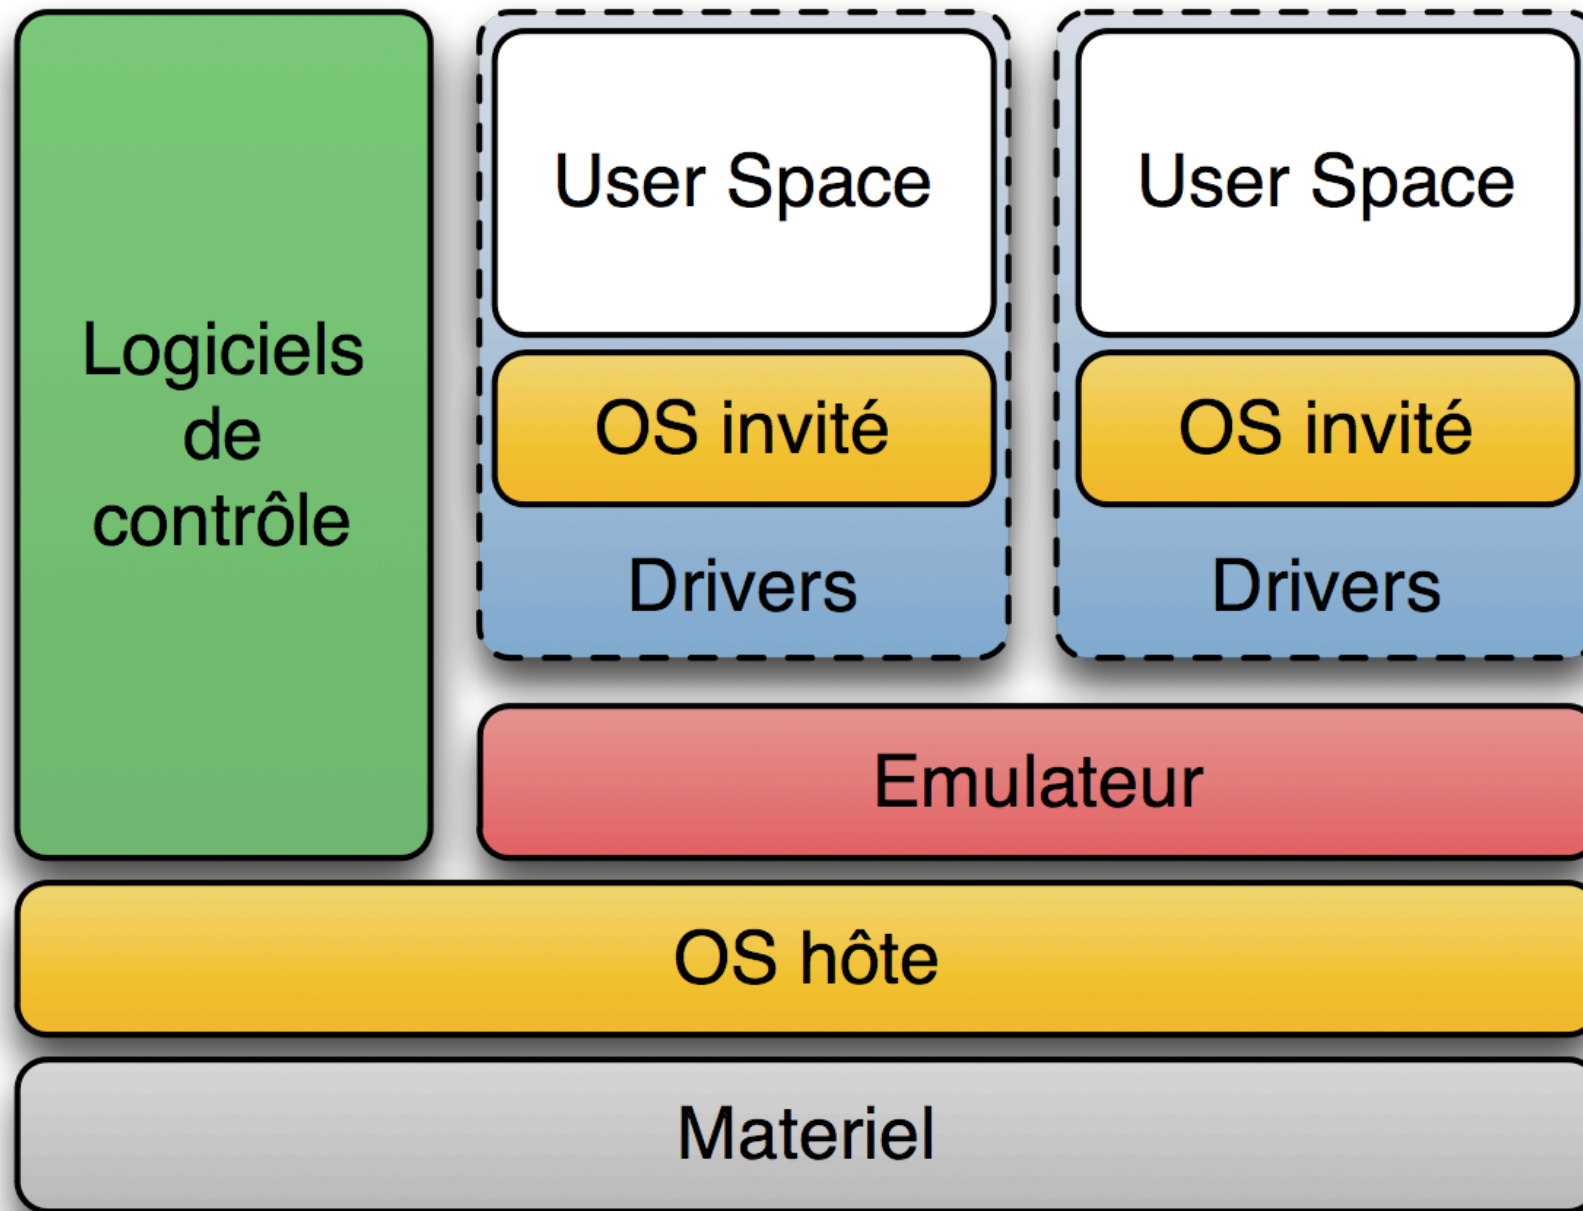 Logiciels
de
contrôle
User Space
OS invité
Drivers
User Space
OS invité
Drivers
Emulateur
OS hôte
Materiel